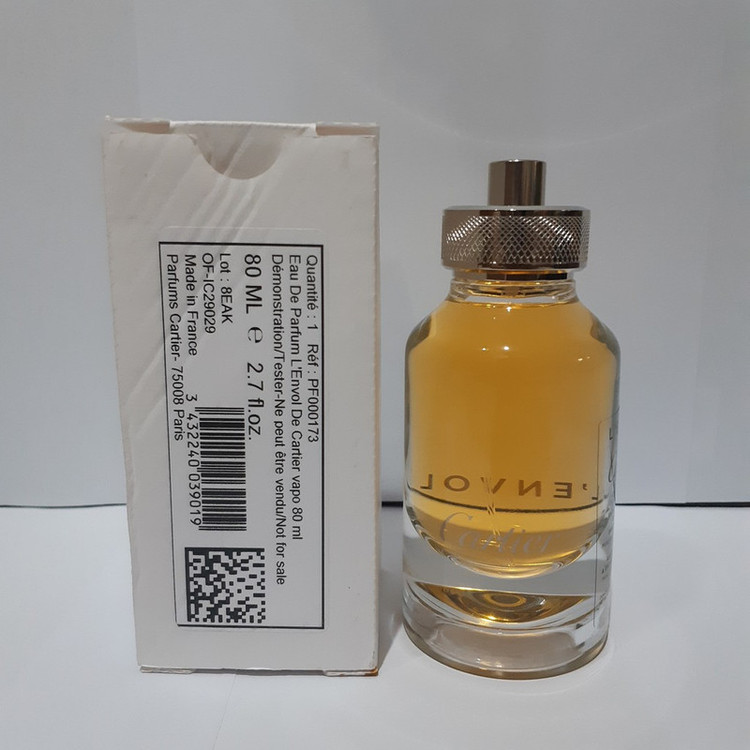 Quantité : 1 Réf : PF000173
Eau De Parfum L'Envol De Cartier vapo 80 ml
Démonstration/Tester-Ne peut être vendu/Not for sale
80 ML e 2.7 fl.oz.
Lot : 8EAK
OF-IC29029
Made in France
Parfums Cartier- 75008 Paris
3 432240 039019
L'ENVOL
Cartier